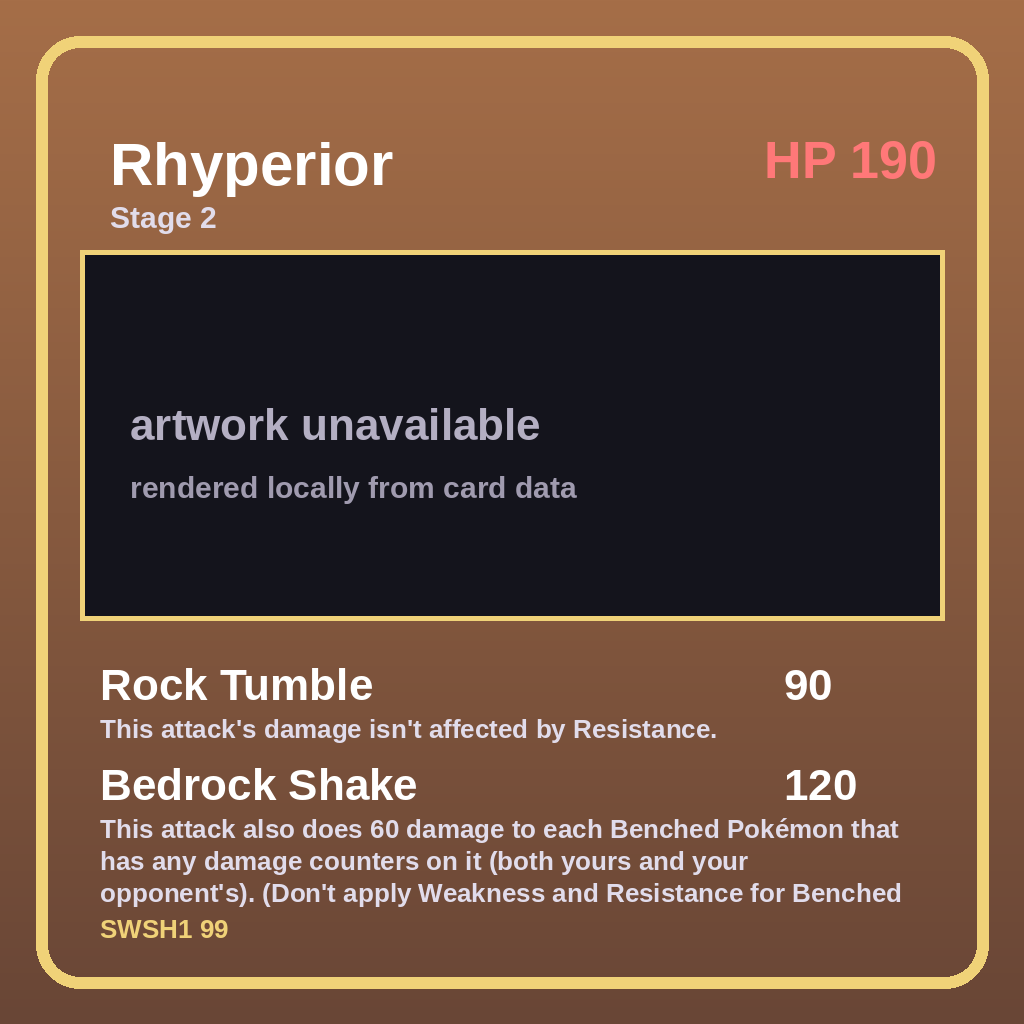 Rhyperior
HP 190
Stage 2
artwork unavailable
rendered locally from card data
Rock Tumble 90
This attack's damage isn't affected by Resistance.
Bedrock Shake 120
This attack also does 60 damage to each Benched Pokémon that
has any damage counters on it (both yours and your
opponent's). (Don't apply Weakness and Resistance for Benched
SWSH1 99